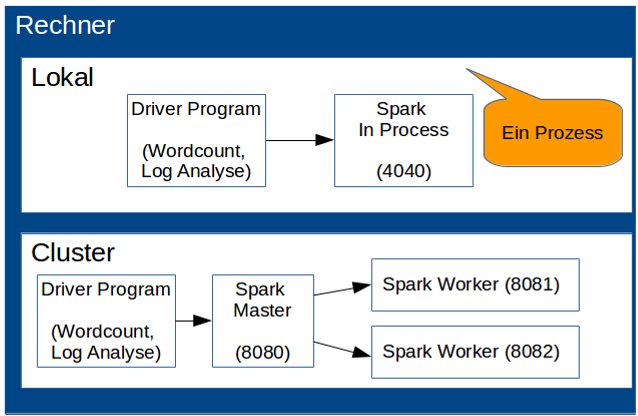 Rechner
Lokal
Driver Program
(Wordcount,
Log Analyse)
Spark
In Process
(4040)
Ein Prozess
Cluster
Driver Program
(Wordcount,
Log Analyse)
Spark
Master
(8080)
Spark Worker (8081)
Spark Worker (8082)